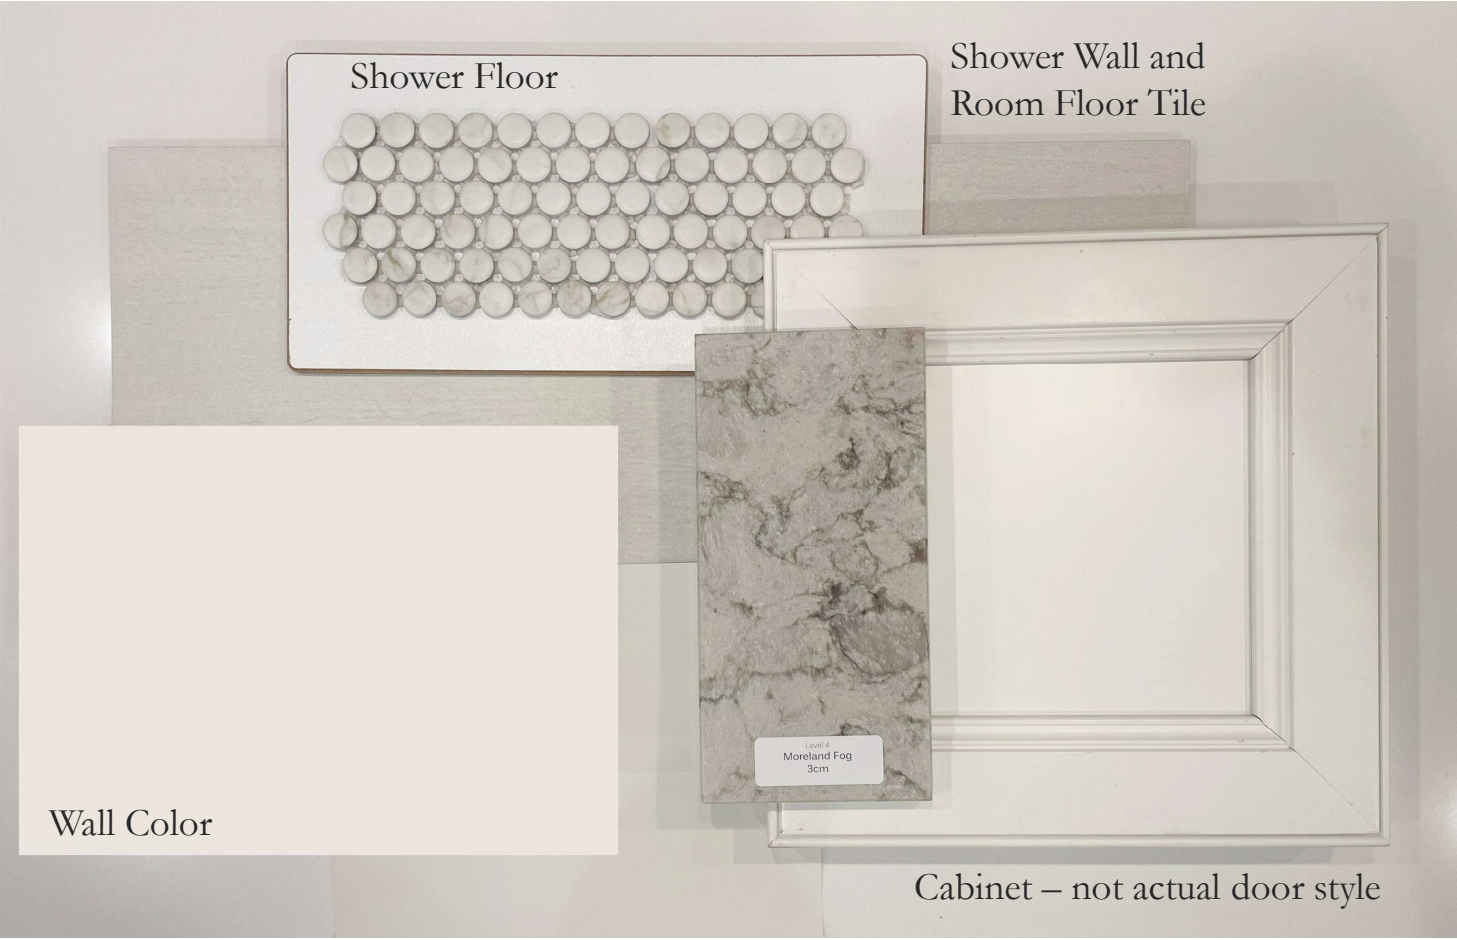 Shower Floor
Shower Wall and
Room Floor Tile
Level 4
Moreland Fog
3cm
Wall Color
Cabinet – not actual door style